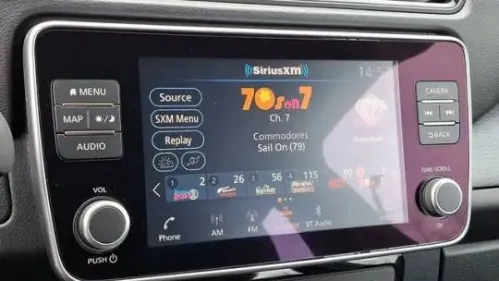 SiriusXM
MENU
MAP
AUDIO
VOL
PUSH
Source
SXM Menu
Replay
70s on 7
Ch. 7
Commodores
Sail On (79)
1 2
2 26
3 56
4 115
Phone
AM
FM
BT Audio
CAMERA
BACK
TUNE·SCROLL